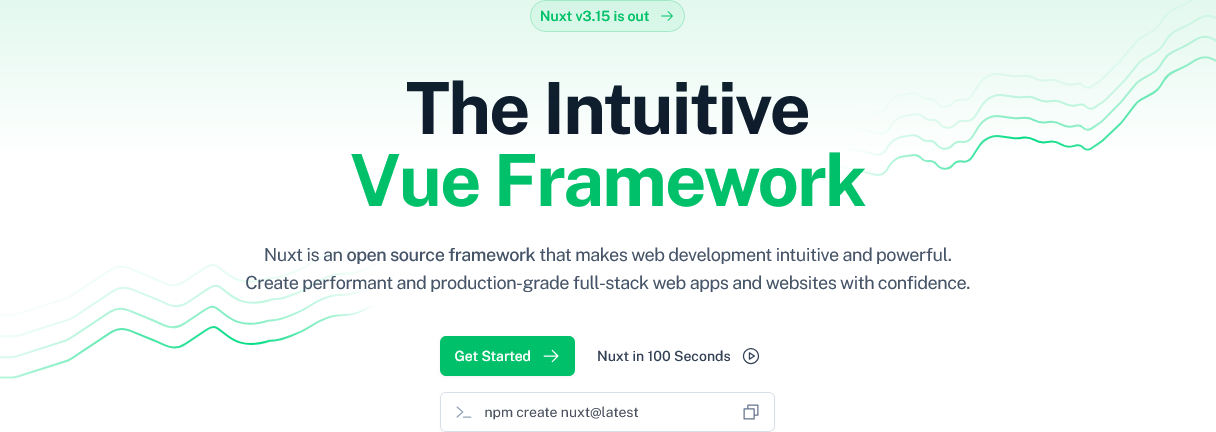 Nuxt v3.15 is out
The Intuitive
Vue Framework
Nuxt is an open source framework that makes web development intuitive and powerful.
Create performant and production-grade full-stack web apps and websites with confidence.
Get Started
Nuxt in 100 Seconds
npm create nuxt@latest